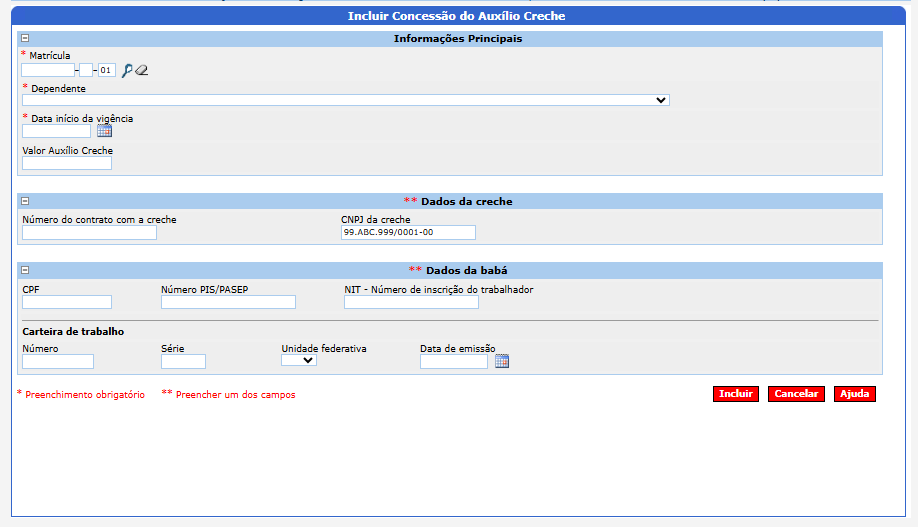 Incluir Concessão do Auxílio Creche
Informações Principais
* Matrícula
- - 01
* Dependente
* Data início da vigência
Valor Auxílio Creche
** Dados da creche
Número do contrato com a creche CNPJ da creche
99.ABC.999/0001-00
** Dados da babá
CPF Número PIS/PASEP NIT - Número de inscrição do trabalhador
Carteira de trabalho
Número Série Unidade federativa Data de emissão
* Preenchimento obrigatório ** Preencher um dos campos Incluir Cancelar Ajuda